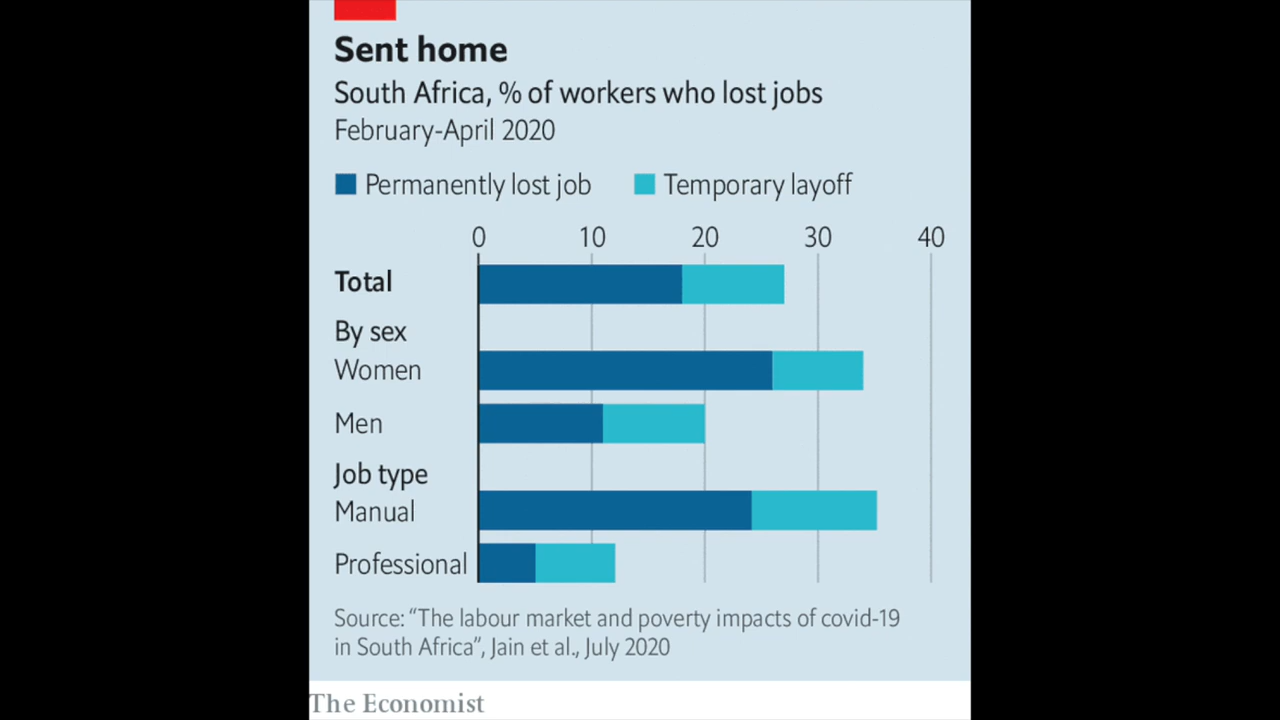 Sent home
South Africa, % of workers who lost jobs
February-April 2020
Permanently lost job Temporary layoff
0 10 20 30 40
Total
By sex
Women
Men
Job type
Manual
Professional
Source: “The labour market and poverty impacts of covid-19
in South Africa”, Jain et al., July 2020
The Economist